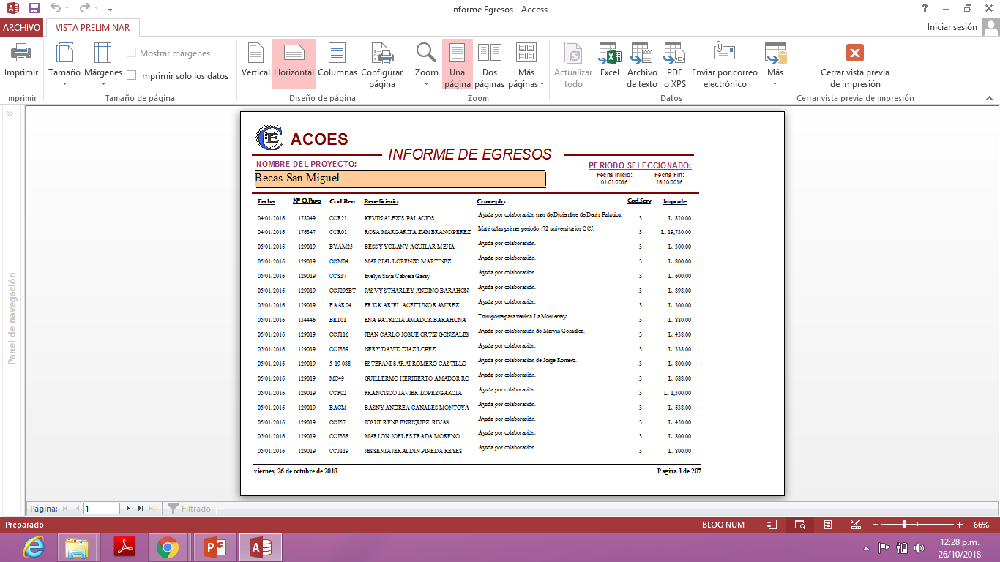 Informe Egresos - Access
ARCHIVO VISTA PRELIMINAR Iniciar sesión
Imprimir Tamaño Márgenes Mostrar márgenes Imprimir solo los datos Vertical Horizontal Columnas Configurar página Zoom Una página Dos páginas Más páginas Actualizar todo Excel Archivo de texto PDF o XPS Enviar por correo electrónico Más Cerrar vista previa de impresión
Imprimir Tamaño de página Diseño de página Zoom Datos Cerrar vista previa de impresión
Panel de navegación
CE ACOES
INFORME DE EGRESOS
NOMBRE DEL PROYECTO: PERIODO SELECCIONADO:
Becas San Miguel Fecha Inicio: Fecha Fin:
01/01/2016 26/10/2016
Fecha Nº O.Pago Cod.Ben. Beneficiario Concepto Cod.Serv Importe
04/01/2016 178049 CCR21 KEVIN ALEXIS PALACIOS Ayuda por colaboración mes de Diciembre de Denis Palacios. 3 L. 820.00
04/01/2016 176347 CCR01 ROSA MARGARITA ZAMBRANO PEREZ Matriculas primer periodo /72 universitarios CCJ. 3 L. 19,730.00
05/01/2016 129019 BYAM25 BESSY YOLANY AGUILAR MEJIA Ayuda por colaboración. 3 L. 300.00
05/01/2016 129019 CCM04 MARCIAL LORENZO MARTINEZ Ayuda por colaboración. 3 L. 800.00
05/01/2016 129019 CCS37 Evelyn Sarai Cabrera Garay Ayuda por colaboración. 3 L. 600.00
05/01/2016 129019 CCJ295BT JASVY STHARLEY ANDINO BARAHON Ayuda por colaboración. 3 L. 898.00
05/01/2016 129019 EAAR04 ERICK ARIEL ACEITUNO RAMIREZ Ayuda por colaboración. 3 L. 300.00
05/01/2016 134446 BET01 ENA PATRICIA AMADOR BARAHONA Transporte para venir a La Monterrey. 3 L. 880.00
05/01/2016 129019 CCJ116 JEAN CARLO JOSUE ORTIZ GONZALES Ayuda por colaboración de Marvin Gonsález. 3 L. 438.00
05/01/2016 129019 CCJ339 NERY DAVID DIAZ LOPEZ Ayuda por colaboración. 3 L. 338.00
05/01/2016 129019 5-19-088 ESTEFANI SARAI ROMERO CASTILLO Ayuda por colaboración de Jorge Romero. 3 L. 800.00
05/01/2016 129019 MC49 GUILLERMO HERIBERTO AMADOR RO Ayuda por colaboración. 3 L. 688.00
05/01/2016 129019 CCF02 FRANCISCO JAVIER LOPEZ GARCIA Ayuda por colaboración. 3 L. 1,500.00
05/01/2016 129019 BACM BASNY ANDREA CANALES MONTOYA Ayuda por colaboración. 3 L. 638.00
05/01/2016 129019 CCJ57 JOSUE RENE ENRIQUEZ RIVAS Ayuda por colaboración. 3 L. 450.00
05/01/2016 129019 CCJ338 MARLON JOEL ESTRADA MORENO Ayuda por colaboración. 3 L. 800.00
05/01/2016 129019 CCJ119 JESSENIA JERALDIN PINEDA REYES Ayuda por colaboración. 3 L. 800.00
viernes, 26 de octubre de 2018 Página 1 de 207
Página: 1 Filtrado
Preparado BLOQ NUM 66%
12:28 p.m.
26/10/2018